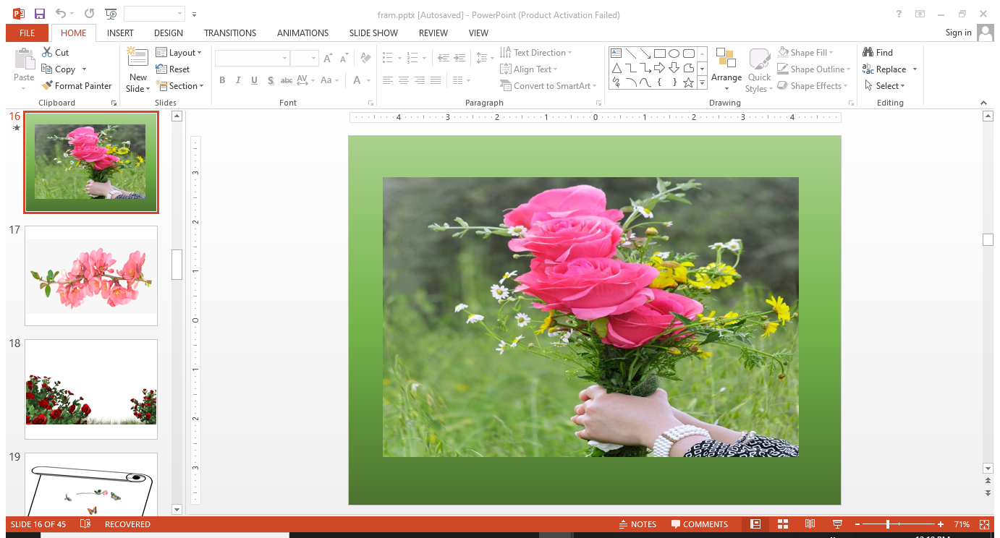 fram.pptx [Autosaved] - PowerPoint (Product Activation Failed)
FILE HOME INSERT DESIGN TRANSITIONS ANIMATIONS SLIDE SHOW REVIEW VIEW Sign in
Paste
Cut
Copy
Format Painter
Clipboard
New Slide
Layout
Reset
Section
Slides
B I U S abc AV Aa A
Font
Text Direction
Align Text
Convert to SmartArt
Paragraph
Arrange
Quick Styles
Shape Fill
Shape Outline
Shape Effects
Drawing
Find
Replace
Select
Editing
4 3 2 1 0 1 2 3 4
3
2
1
0
1
2
3
16
17
18
19
SLIDE 16 OF 45 RECOVERED NOTES COMMENTS 71%